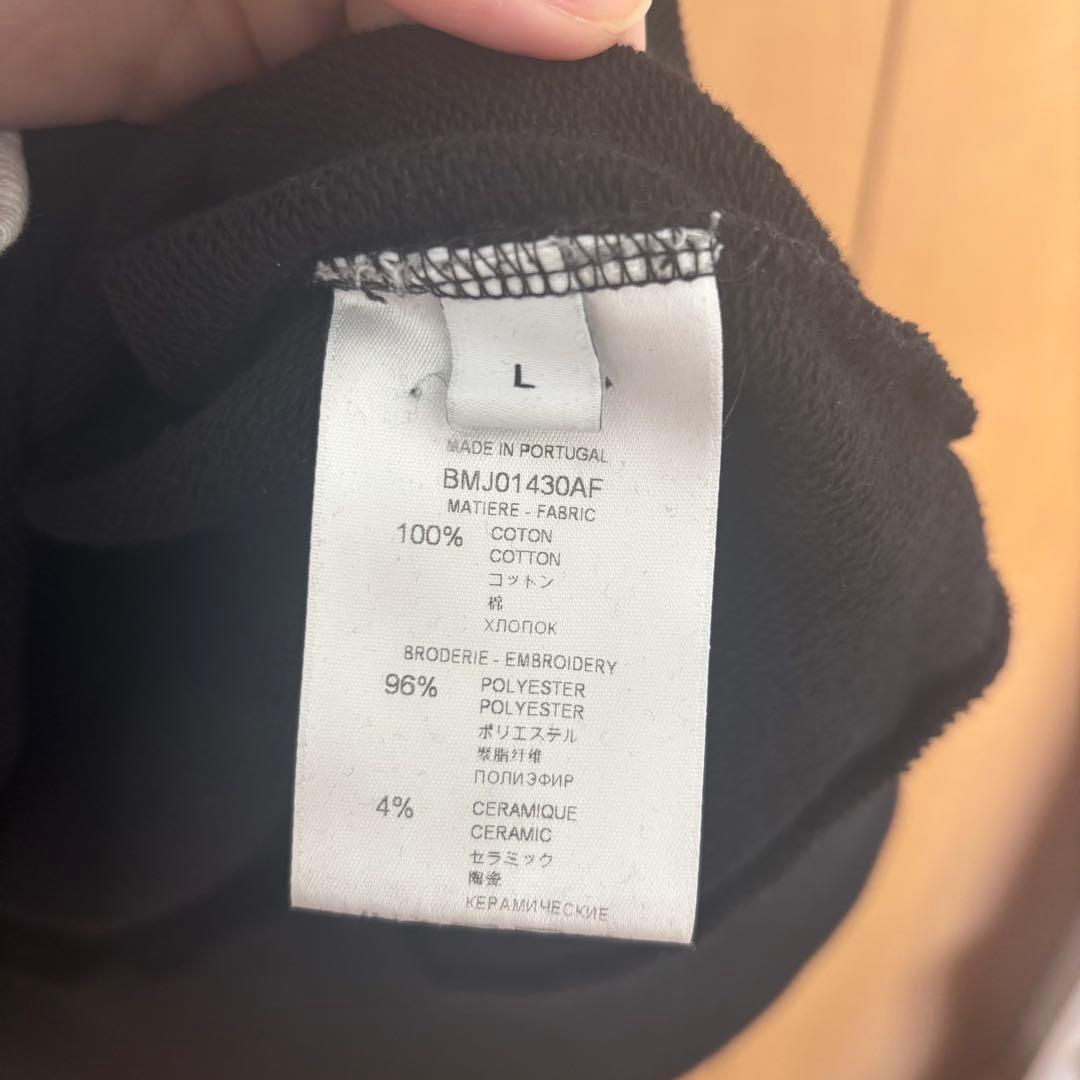 L
MADE IN PORTUGAL
BMJ01430AF
MATIERE - FABRIC
100% COTON
COTTON
コットン
棉
ХЛОПОК
BRODERIE - EMBROIDERY
96% POLYESTER
POLYESTER
ポリエステル
聚脂纤维
ПОЛИЭФИР
4% CERAMIQUE
CERAMIC
セラミック
陶瓷
КЕРАМИЧЕСКИЕ